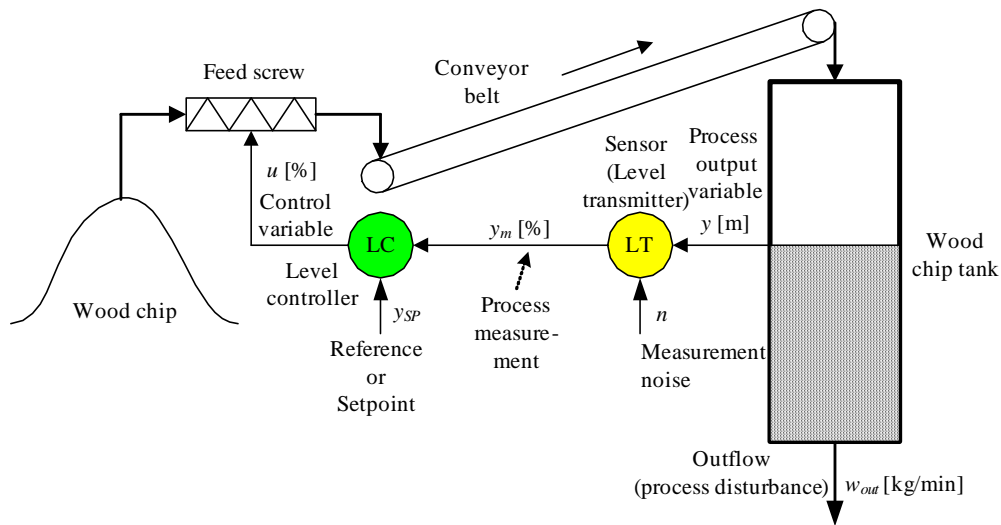 Feed screw
Conveyor
belt
u [%]
Control
variable
LC
Level
controller
Wood chip
y_SP
Reference
or
Setpoint
y_m [%]
Process
measure-
ment
Sensor
(Level
transmitter)
LT
n
Measurement
noise
Process
output
variable
y [m]
Wood
chip tank
Outflow
(process disturbance)
w_out [kg/min]